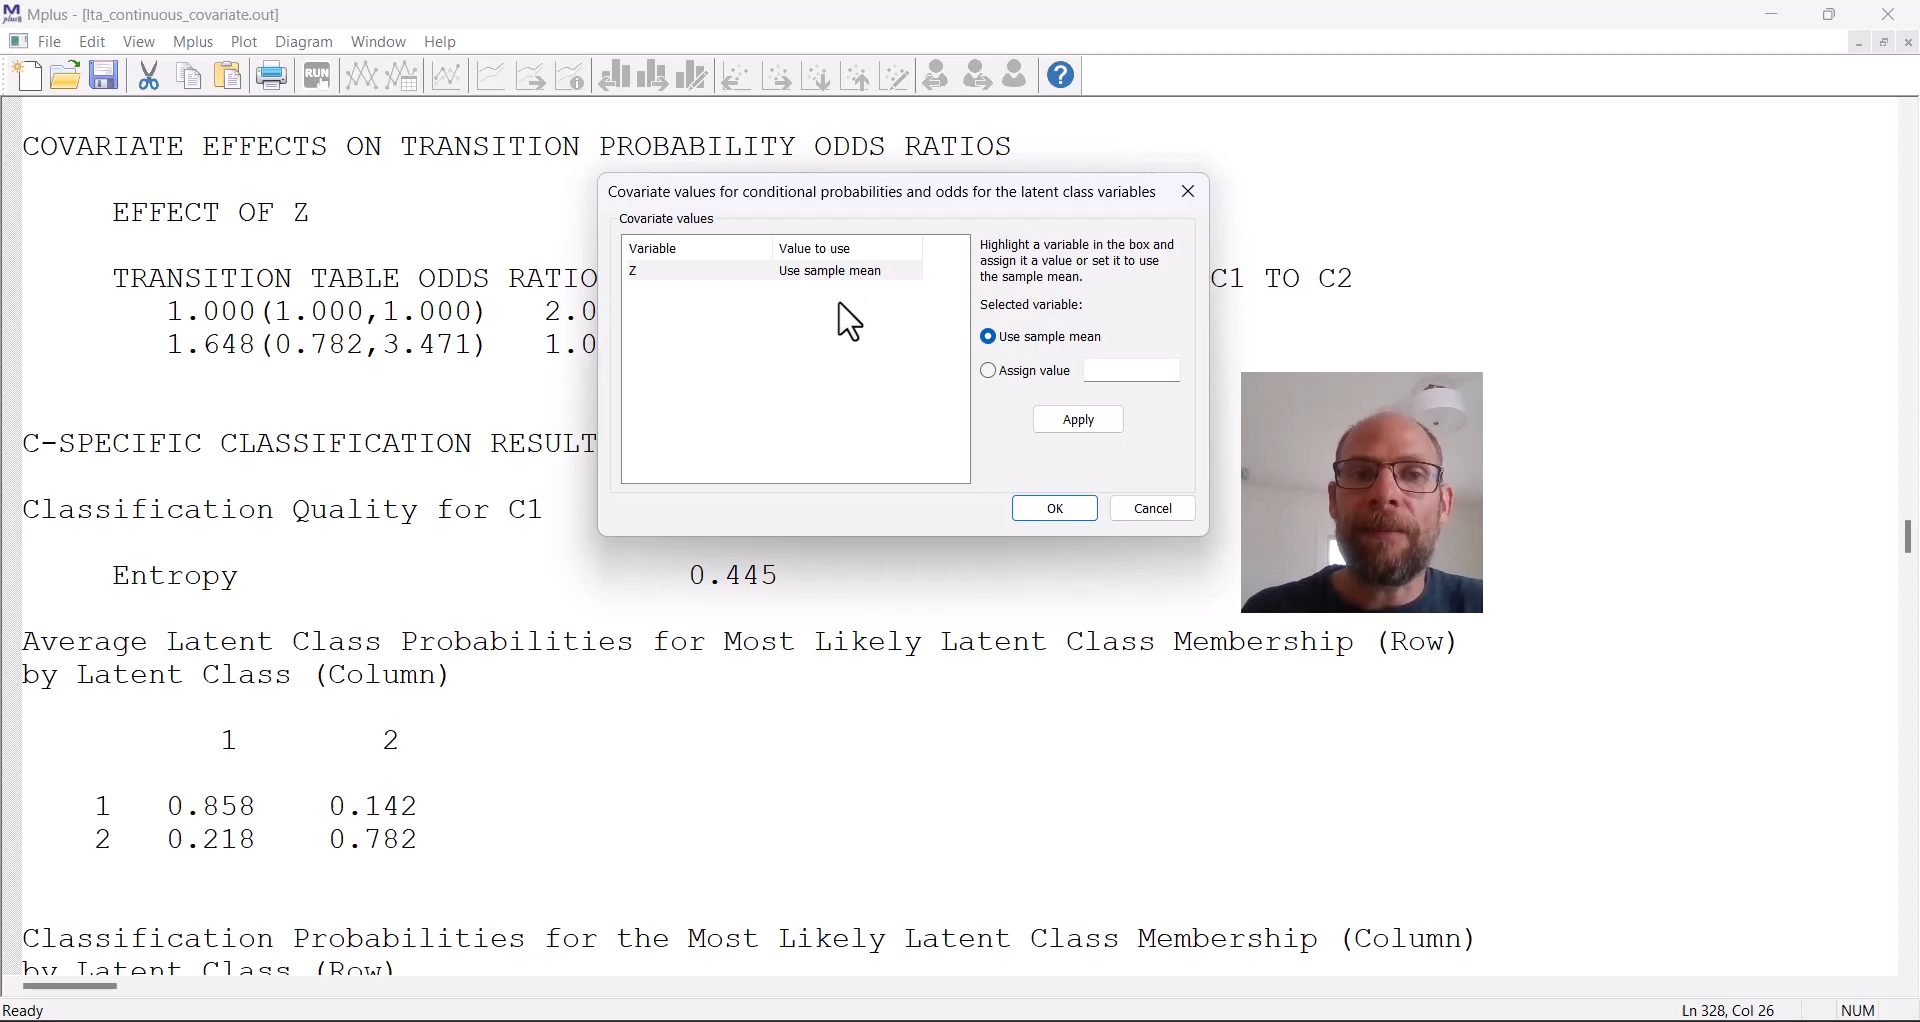 Mplus - [lta_continuous_covariate.out]
File Edit View Mplus Plot Diagram Window Help
RUN
COVARIATE EFFECTS ON TRANSITION PROBABILITY ODDS RATIOS
EFFECT OF Z
TRANSITION TABLE ODDS RATIO
C1 TO C2
1.000(1.000,1.000) 2.0
1.648(0.782,3.471) 1.0
Covariate values for conditional probabilities and odds for the latent class variables
Covariate values
Variable Value to use
Z Use sample mean
Highlight a variable in the box and
assign it a value or set it to use
the sample mean.
Selected variable:
Use sample mean
Assign value
Apply
OK Cancel
C-SPECIFIC CLASSIFICATION RESULT
Classification Quality for C1
Entropy 0.445
Average Latent Class Probabilities for Most Likely Latent Class Membership (Row)
by Latent Class (Column)
1 2
1 0.858 0.142
2 0.218 0.782
Classification Probabilities for the Most Likely Latent Class Membership (Column)
by Latent Class (Row)
Ready Ln 328, Col 26 NUM